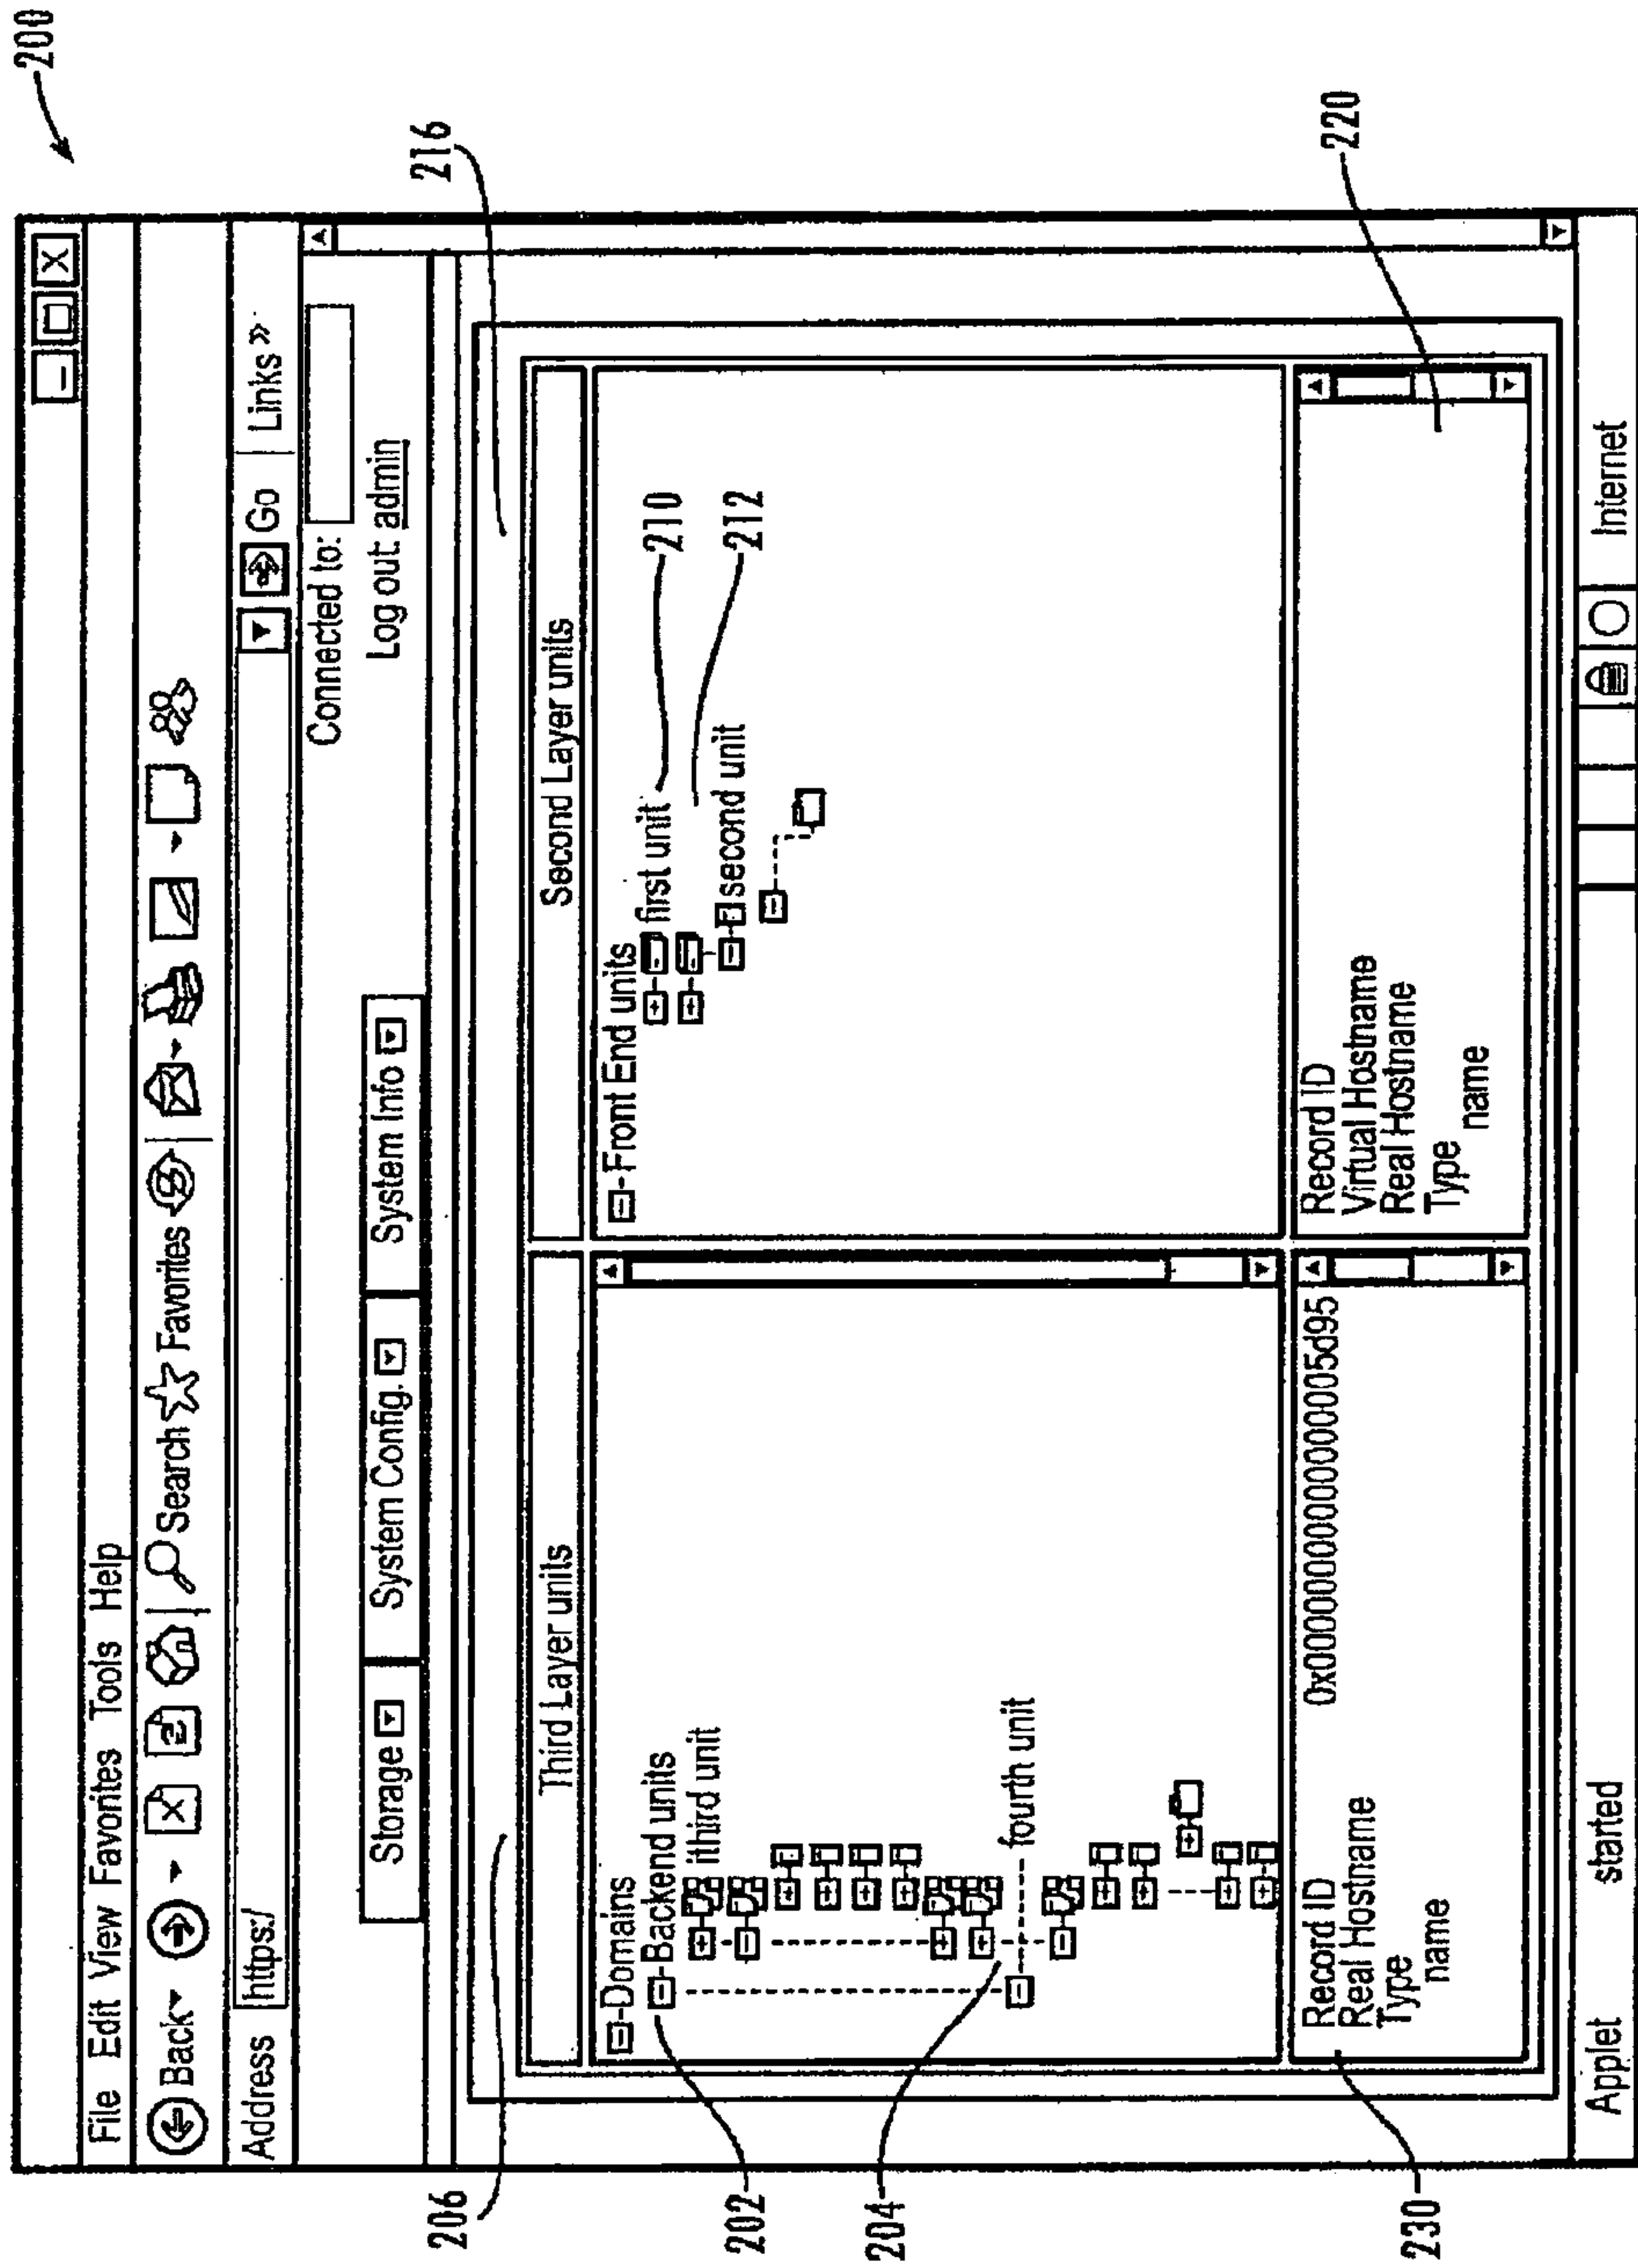 200
File Edit View Favorites Tools Help
Back Search Favorites
Address https:/ Go Links »
Connected to:
Log out: admin
Storage System Config. System Info
206
216
Third Layer units
Second Layer units
Domains
Backend units
ithird unit
fourth unit
202
204
Front End units
first unit
second unit
210
212
Record ID 0x000000000000000005d95
Real Hostname
Type
name
230
Record ID
Virtual Hostname
Real Hostname
Type
name
220
Applet started Internet